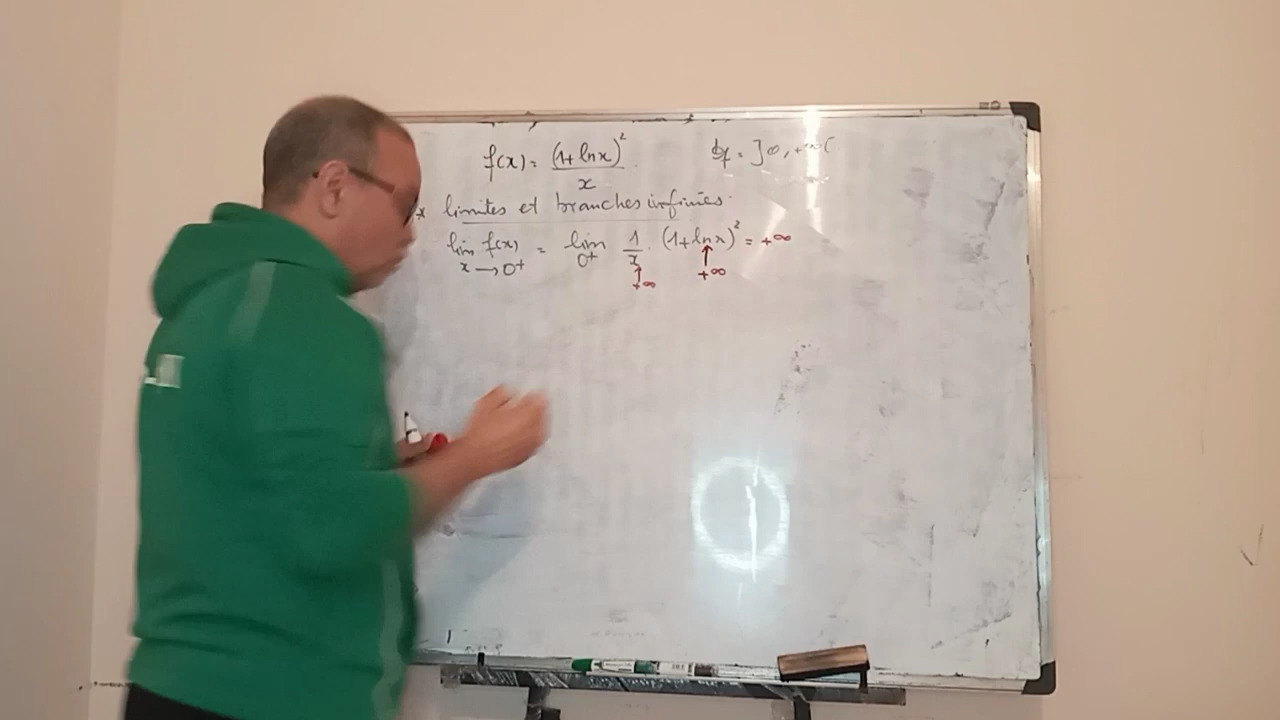 f(x) = (1+lnx)² / x   Df = ]0, +∞[
* limites et branches infinies.
lim f(x) x→0⁺ = lim 0⁺ 1/x · (1+lnx)² = +∞
+∞ +∞